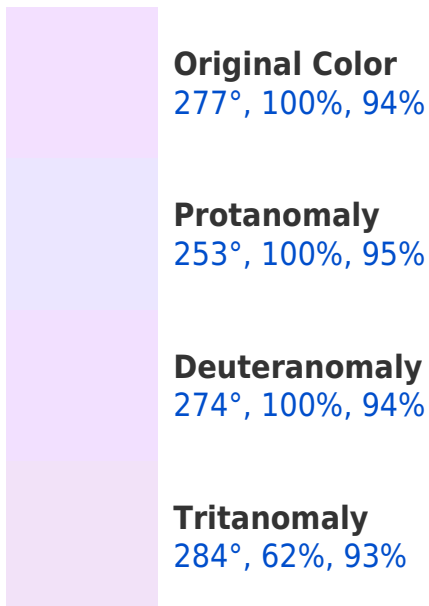 Original Color
277°, 100%, 94%
Protanomaly
253°, 100%, 95%
Deuteranomaly
274°, 100%, 94%
Tritanomaly
284°, 62%, 93%